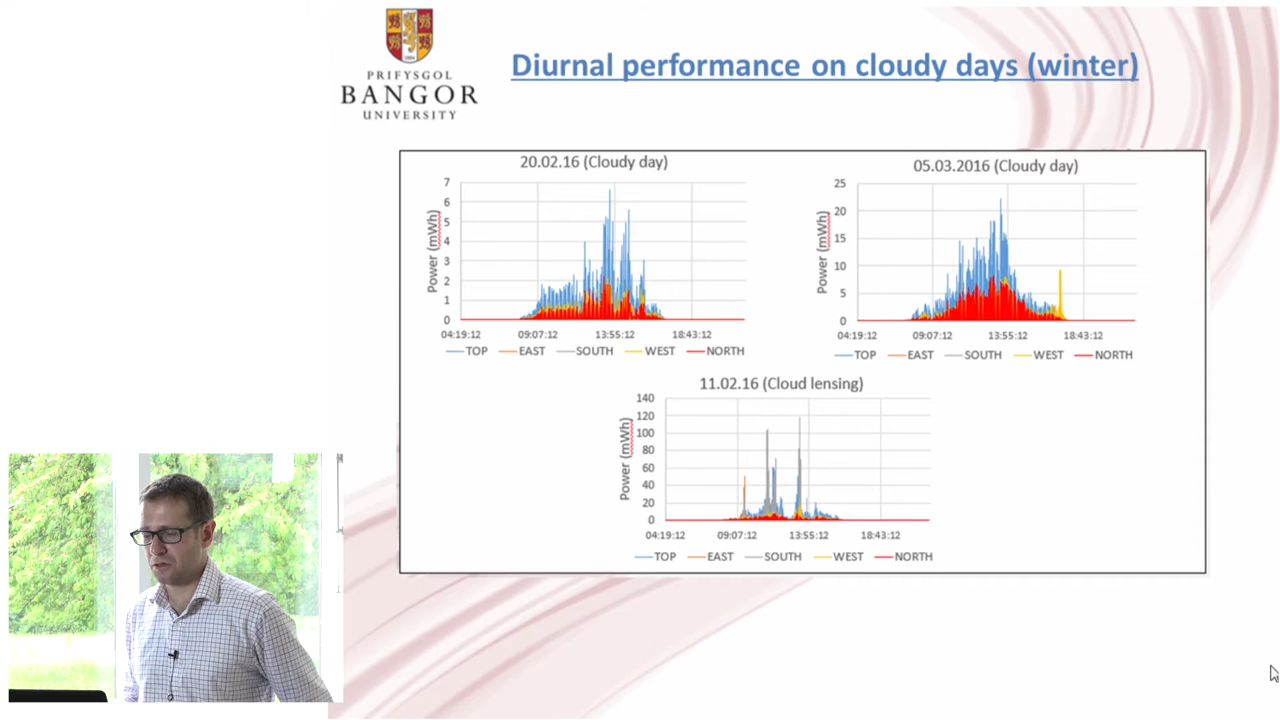 PRIFYSGOL
BANGOR
UNIVERSITY
Diurnal performance on cloudy days (winter)
20.02.16 (Cloudy day)
Power (mWh)
7
6
5
4
3
2
1
0
04:19:12 09:07:12 13:55:12 18:43:12
TOP EAST SOUTH WEST NORTH
05.03.2016 (Cloudy day)
Power (mWh)
25
20
15
10
5
0
04:19:12 09:07:12 13:55:12 18:43:12
TOP EAST SOUTH WEST NORTH
11.02.16 (Cloud lensing)
Power (mWh)
140
120
100
80
60
40
20
0
04:19:12 09:07:12 13:55:12 18:43:12
TOP EAST SOUTH WEST NORTH